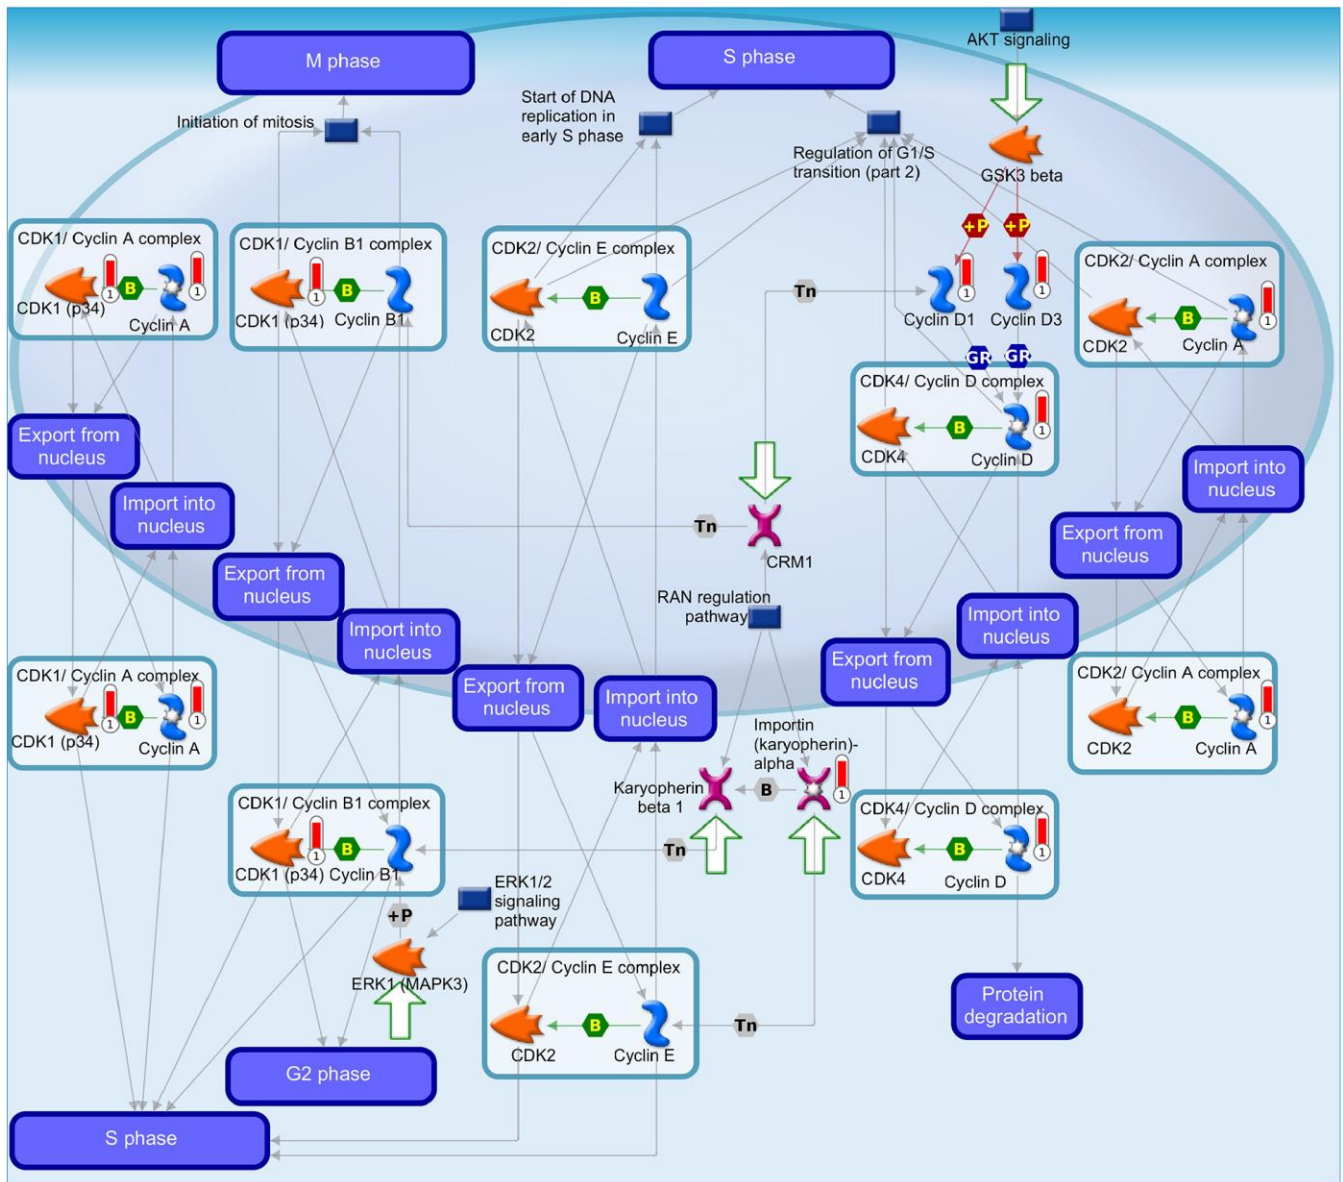 AKT signaling
M phase
S phase
Start of DNA
replication in
early S phase
Initiation of mitosis
Regulation of G1/S
transition (part 2)
GSK3 beta
+P
+P
CDK1/ Cyclin A complex
B
1
1
CDK1 (p34)
Cyclin A
CDK1/ Cyclin B1 complex
B
1
CDK1 (p34)
Cyclin B1
CDK2/ Cyclin E complex
B
CDK2
Cyclin E
Tn
1
1
Cyclin D1
Cyclin D3
GR
GR
CDK2/ Cyclin A complex
B
1
CDK2
Cyclin A
CDK4/ Cyclin D complex
B
1
CDK4
Cyclin D
Export from
nucleus
Import into
nucleus
Import into
nucleus
Export from
nucleus
Tn
CRM1
Export from
nucleus
Import into
nucleus
RAN regulation
pathway
Import into
nucleus
Export from
nucleus
Export from
nucleus
Import into
nucleus
CDK1/ Cyclin A complex
B
1
1
CDK1 (p34)
Cyclin A
CDK2/ Cyclin A complex
B
1
CDK2
Cyclin A
Importin
(karyopherin)-
alpha
1
Karyopherin
beta 1
B
Tn
CDK1/ Cyclin B1 complex
B
1
CDK1 (p34)
Cyclin B1
CDK4/ Cyclin D complex
B
1
CDK4
Cyclin D
ERK1/2
signaling
pathway
+P
ERK1 (MAPK3)
CDK2/ Cyclin E complex
B
CDK2
Cyclin E
Tn
Protein
degradation
G2 phase
S phase